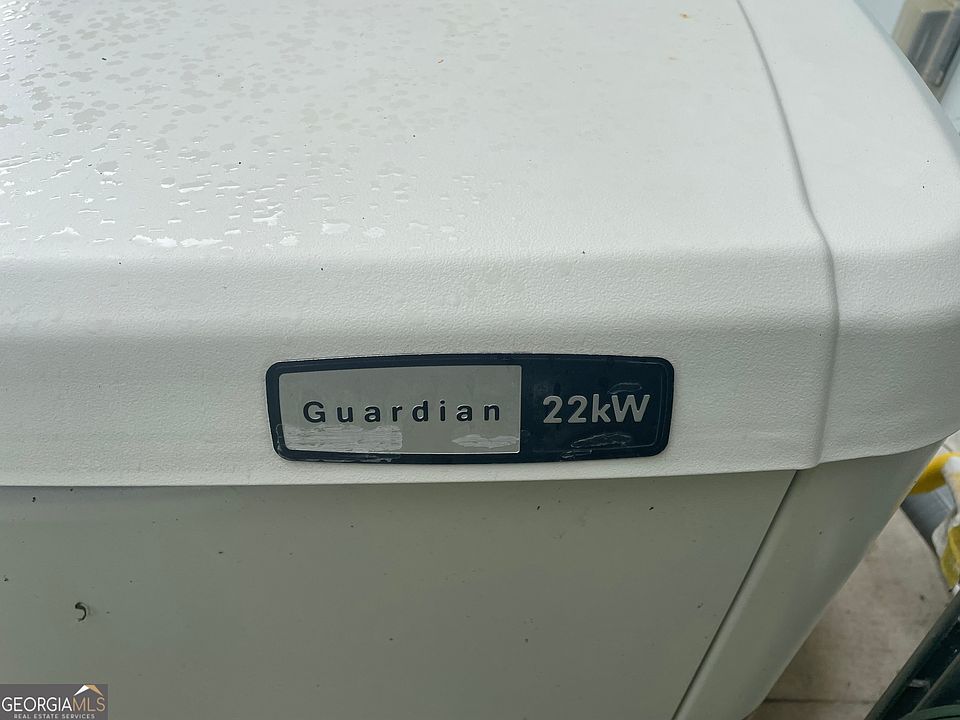 Guardian 22kW
GEORGIAMLS
REAL ESTATE SERVICES